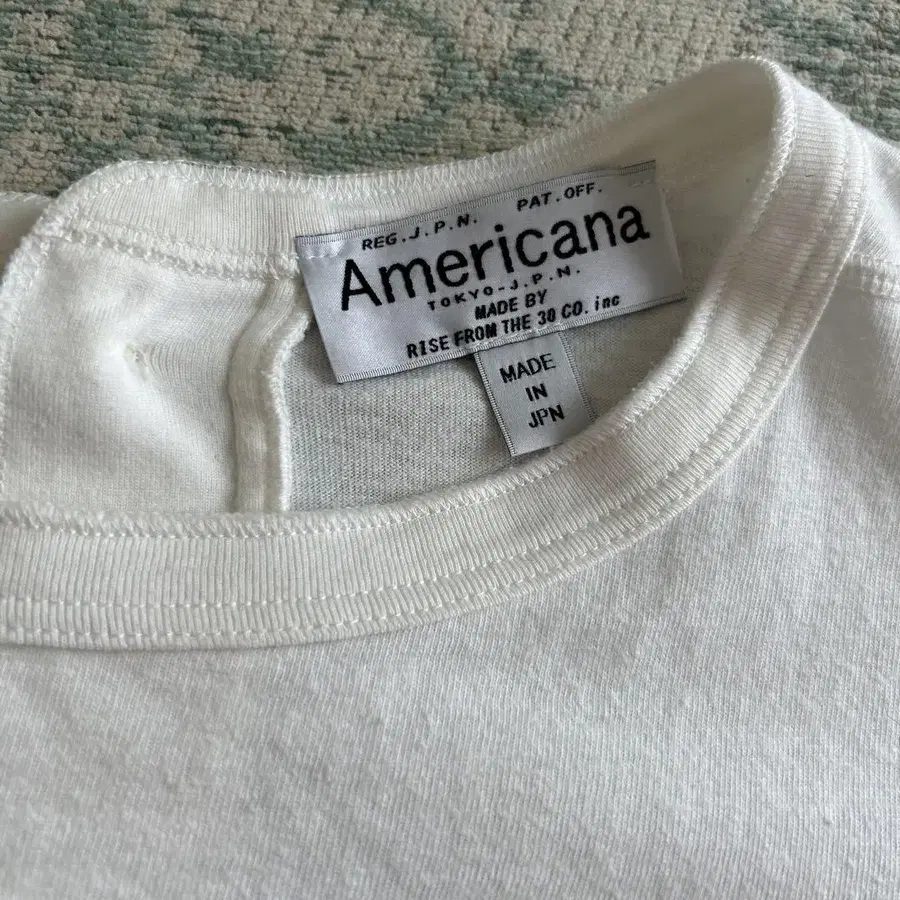 REG.J.P.N. PAT.OFF.
Americana
TOKYO-J.P.N.
MADE BY
RISE FROM THE 30 CO.inc
MADE
IN
JPN